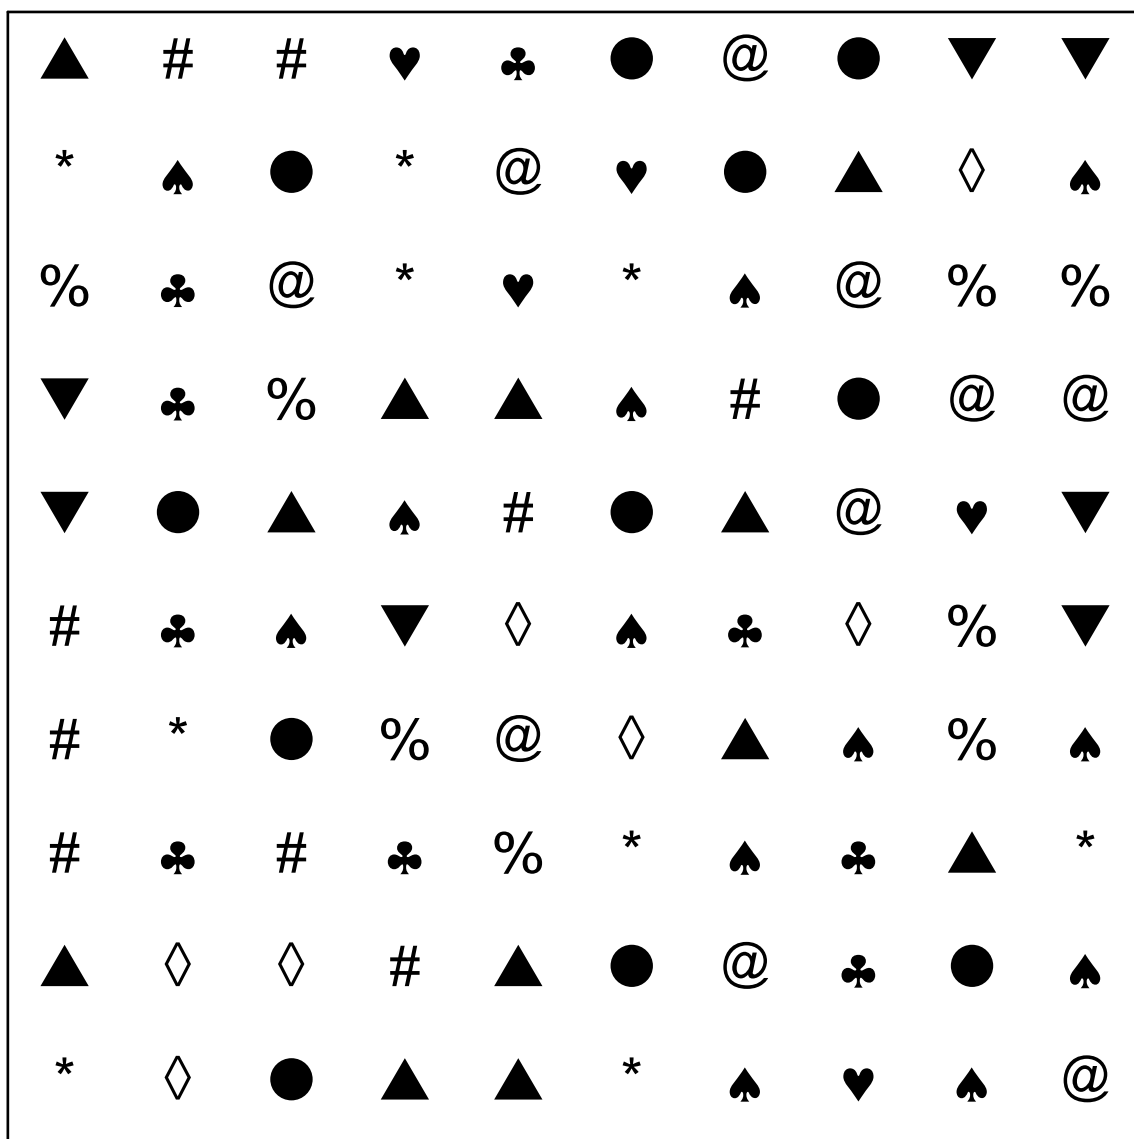 ▲ # # ♥ ♣ ● @ ● ▼ ▼
* ♠ ● * @ ♥ ● ▲ ◊ ♠
% ♣ @ * ♥ * ♠ @ % %
▼ ♣ % ▲ ▲ ♠ # ● @ @
▼ ● ▲ ♠ # ● ▲ @ ♥ ▼
# ♣ ♠ ▼ ◊ ♠ ♣ ◊ % ▼
# * ● % @ ◊ ▲ ♠ % ♠
# ♣ # ♣ % * ♠ ♣ ▲ *
▲ ◊ ◊ # ▲ ● @ ♣ ● ♠
* ◊ ● ▲ ▲ * ♠ ♥ ♠ @